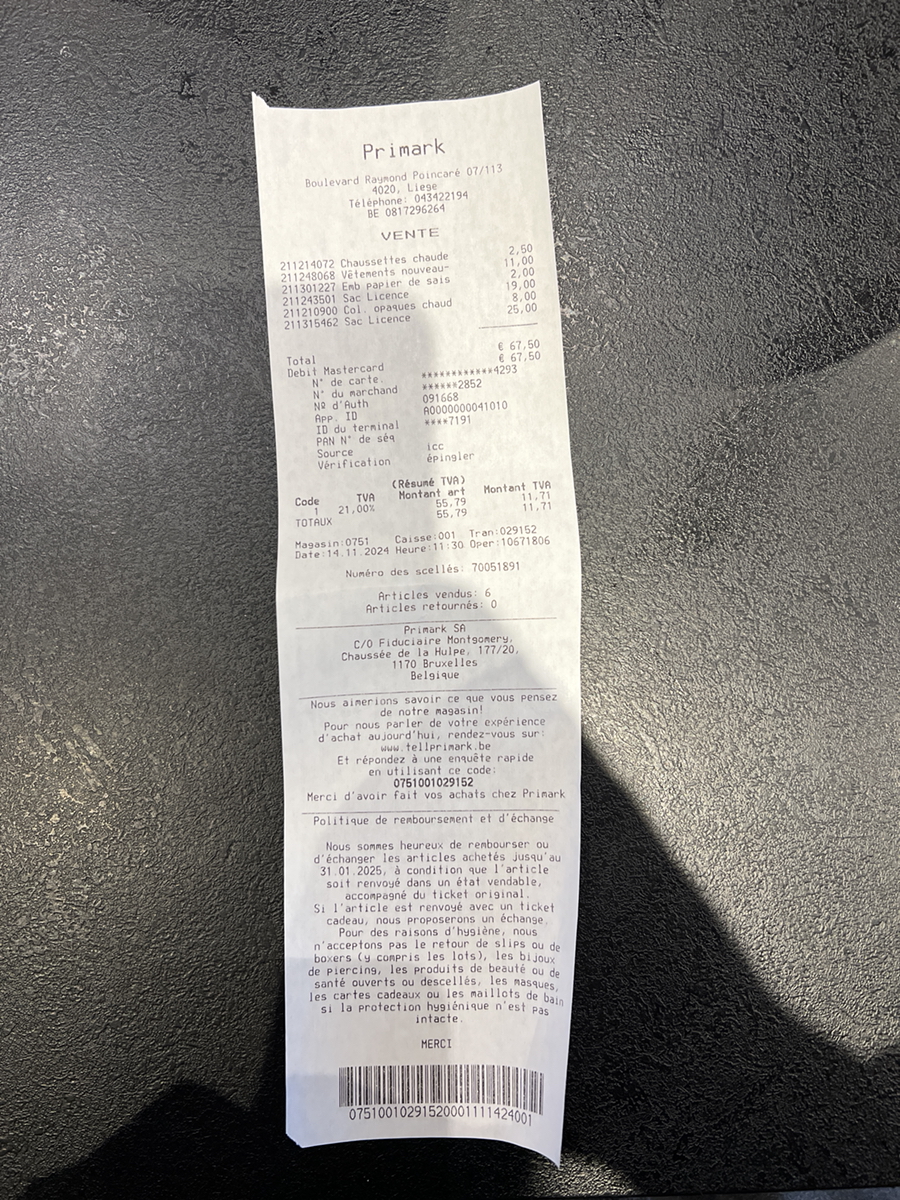 Primark
Boulevard Raymond Poincaré 07/113
4020, Liege
Téléphone: 043422194
BE 0817296264
VENTE
211214072 Chaussettes chaude 2,50
211248068 Vêtements nouveau- 11,00
211301227 Emb papier de sais 2,00
211243501 Sac Licence 19,00
211210900 Col. opaques chaud 8,00
211315462 Sac Licence 25,00
Total € 67,50
Debit Mastercard € 67,50
N° de carte. ************4293
N° du marchand ******2852
Nº d'Auth 091668
App. ID A0000000041010
ID du terminal ****7191
PAN N° de séq
Source icc
Vérification épingler
(Résumé TVA)
Code TVA Montant art Montant TVA
1 21,00% 55,79 11,71
TOTAUX 55,79 11,71
Magasin:0751 Caisse:001 Tran:029152
Date:14.11.2024 Heure:11:30 Oper:10671806
Numéro des scellés: 70051891
Articles vendus: 6
Articles retournés: 0
Primark SA
C/O Fiduciaire Montgomery,
Chaussée de la Hulpe, 177/20,
1170 Bruxelles
Belgique
Nous aimerions savoir ce que vous pensez
de notre magasin!
Pour nous parler de votre expérience
d'achat aujourd'hui, rendez-vous sur:
www.tellprimark.be
Et répondez à une enquête rapide
en utilisant ce code:
0751001029152
Merci d'avoir fait vos achats chez Primark
Politique de remboursement et d'échange
Nous sommes heureux de rembourser ou
d'échanger les articles achetés jusqu'au
31.01.2025, à condition que l'article
soit renvoyé dans un état vendable,
accompagné du ticket original.
Si l'article est renvoyé avec un ticket
cadeau, nous proposerons un échange.
Pour des raisons d'hygiène, nous
n'acceptons pas le retour de slips ou de
boxers (y compris les lots), les bijoux
de piercing, les produits de beauté ou de
santé ouverts ou descellés, les masques,
les cartes cadeaux ou les maillots de bain
si la protection hygiénique n'est pas
intacte.
MERCI
07510010291520001111424001